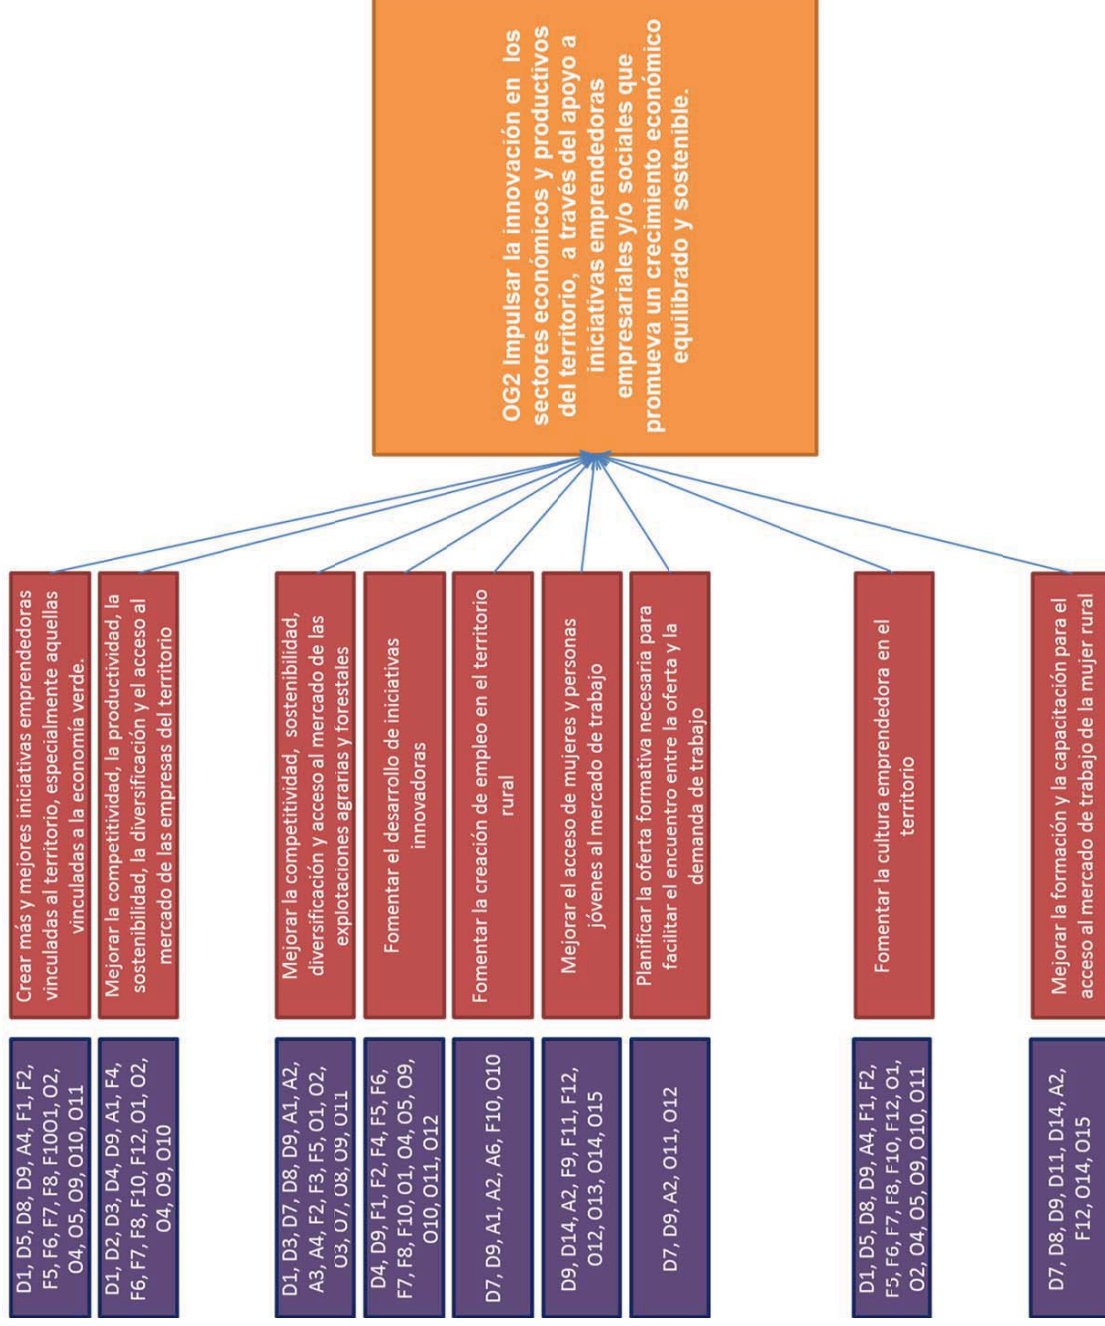 D1, D5, D8, D9, A4, F1, F2,
F5, F6, F7, F8, F10O1, O2,
O4, O5, O9, O10, O11
Crear más y mejores iniciativas emprendedoras
vinculadas al territorio, especialmente aquellas
vinculadas a la economía verde.
D1, D2, D3, D4, D9, A1, F4,
F6, F7, F8, F10, F12, O1, O2,
O4, O9, O10
Mejorar la competitividad, la productividad, la
sostenibilidad, la diversificación y el acceso al
mercado de las empresas del territorio
D1, D3, D7, D8, D9, A1, A2,
A3, A4, F2, F3, F5, O1, O2,
O3, O7, O8, O9, O11
Mejorar la competitividad, sostenibilidad,
diversificación y acceso al mercado de las
explotaciones agrarias y forestales
D4, D9, F1, F2, F4, F5, F6,
F7, F8, F10, O1, O4, O5, O9,
O10, O11, O12
Fomentar el desarrollo de iniciativas
innovadoras
D7, D9, A1, A2, A6, F10, O10
Fomentar la creación de empleo en el territorio
rural
D9, D14, A2, F9, F11, F12,
O12, O13, O14, O15
Mejorar el acceso de mujeres y personas
jóvenes al mercado de trabajo
D7, D9, A2, O11, O12
Planificar la oferta formativa necesaria para
facilitar el encuentro entre la oferta y la
demanda de trabajo
D1, D5, D8, D9, A4, F1, F2,
F5, F6, F7, F8, F10, F12, O1,
O2, O4, O5, O9, O10, O11
Fomentar la cultura emprendedora en el
territorio
D7, D8, D9, D11, D14, A2,
F12, O14, O15
Mejorar la formación y la capacitación para el
acceso al mercado de trabajo de la mujer rural
OG2 Impulsar la innovación en los
sectores económicos y productivos
del territorio, a través del apoyo a
iniciativas emprendedoras
empresariales y/o sociales que
promueva un crecimiento económico
equilibrado y sostenible.